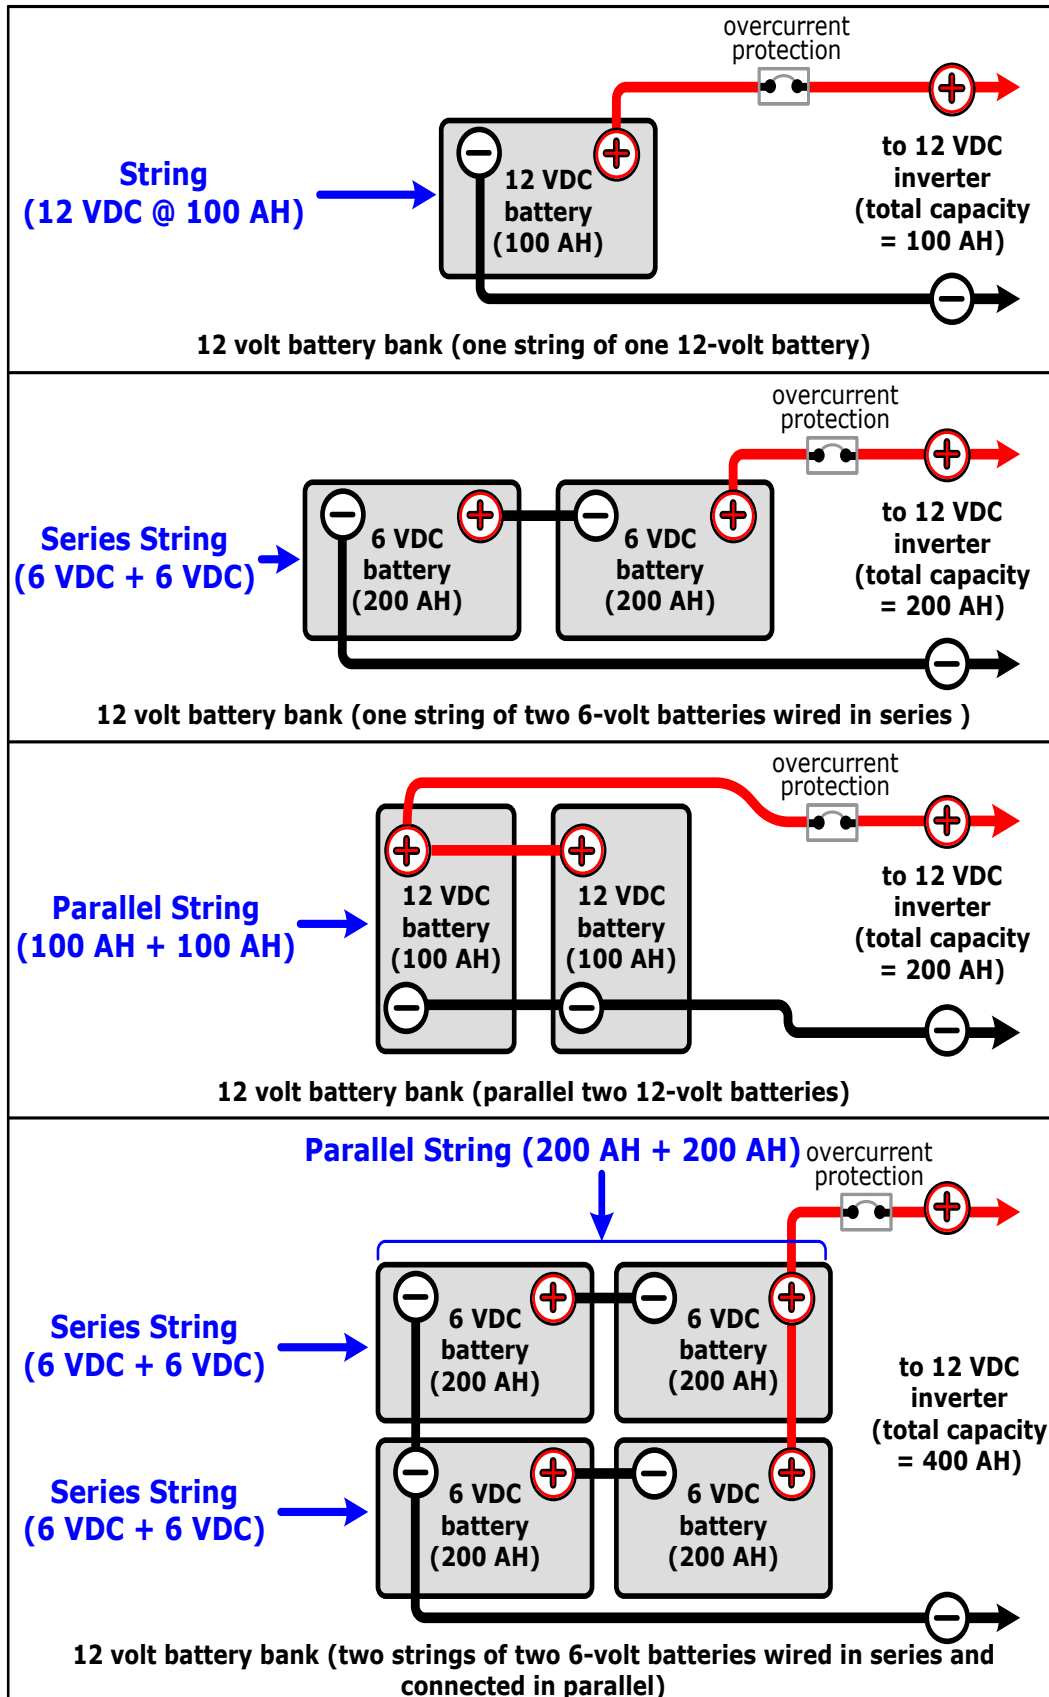 overcurrent
protection
String
(12 VDC @ 100 AH)
12 VDC
battery
(100 AH)
to 12 VDC
inverter
(total capacity
= 100 AH)
12 volt battery bank (one string of one 12-volt battery)
overcurrent
protection
Series String
(6 VDC + 6 VDC)
6 VDC
battery
(200 AH)
6 VDC
battery
(200 AH)
to 12 VDC
inverter
(total capacity
= 200 AH)
12 volt battery bank (one string of two 6-volt batteries wired in series )
overcurrent
protection
Parallel String
(100 AH + 100 AH)
12 VDC
battery
(100 AH)
12 VDC
battery
(100 AH)
to 12 VDC
inverter
(total capacity
= 200 AH)
12 volt battery bank (parallel two 12-volt batteries)
Parallel String (200 AH + 200 AH)
overcurrent
protection
Series String
(6 VDC + 6 VDC)
6 VDC
battery
(200 AH)
6 VDC
battery
(200 AH)
to 12 VDC
inverter
(total capacity
= 400 AH)
Series String
(6 VDC + 6 VDC)
6 VDC
battery
(200 AH)
6 VDC
battery
(200 AH)
12 volt battery bank (two strings of two 6-volt batteries wired in series and
connected in parallel)